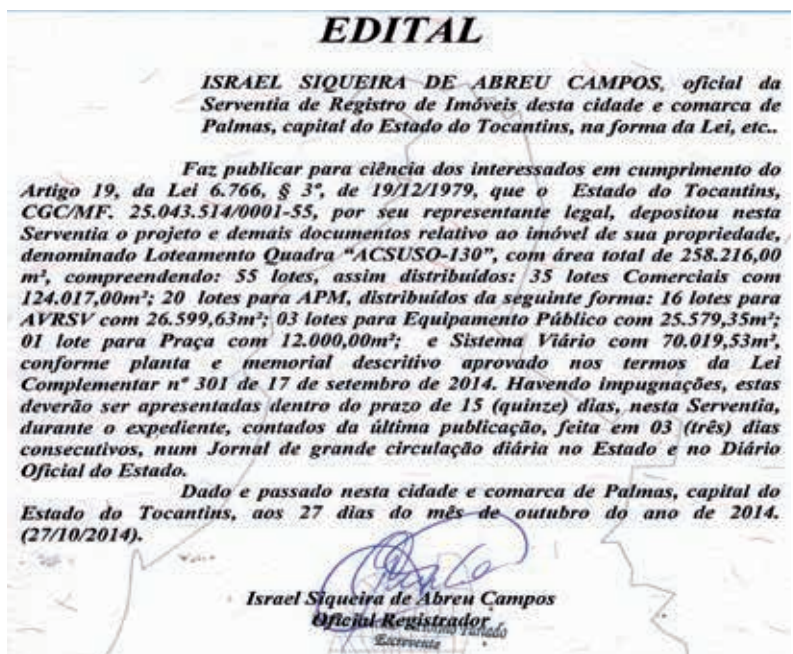 EDITAL
ISRAEL SIQUEIRA DE ABREU CAMPOS, oficial da
Serventia de Registro de Imóveis desta cidade e comarca de
Palmas, capital do Estado do Tocantins, na forma da Lei, etc..
Faz publicar para ciência dos interessados em cumprimento do
Artigo 19, da Lei 6.766, § 3º, de 19/12/1979, que o Estado do Tocantins,
CGC/MF. 25.043.514/0001-55, por seu representante legal, depositou nesta
Serventia o projeto e demais documentos relativo ao imóvel de sua propriedade,
denominado Loteamento Quadra "ACSUSO-130", com área total de 258.216,00
m², compreendendo: 55 lotes, assim distribuídos: 35 lotes Comerciais com
124.017,00m²; 20 lotes para APM, distribuídos da seguinte forma: 16 lotes para
AVRSV com 26.599,63m²; 03 lotes para Equipamento Público com 25.579,35m²;
01 lote para Praça com 12.000,00m²; e Sistema Viário com 70.019,53m²,
conforme planta e memorial descritivo aprovado nos termos da Lei
Complementar nº 301 de 17 de setembro de 2014. Havendo impugnações, estas
deverão ser apresentadas dentro do prazo de 15 (quinze) dias, nesta Serventia,
durante o expediente, contados da última publicação, feita em 03 (três) dias
consecutivos, num Jornal de grande circulação diária no Estado e no Diário
Oficial do Estado.
Dado e passado nesta cidade e comarca de Palmas, capital do
Estado do Tocantins, aos 27 dias do mês de outubro do ano de 2014.
(27/10/2014).
Israel Siqueira de Abreu Campos
Oficial Registrador
Furtado
Escrevente